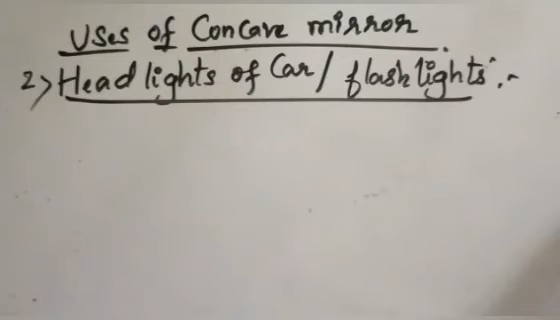 Uses of Concave mirror
2) Head lights of Car/ flash lights:-